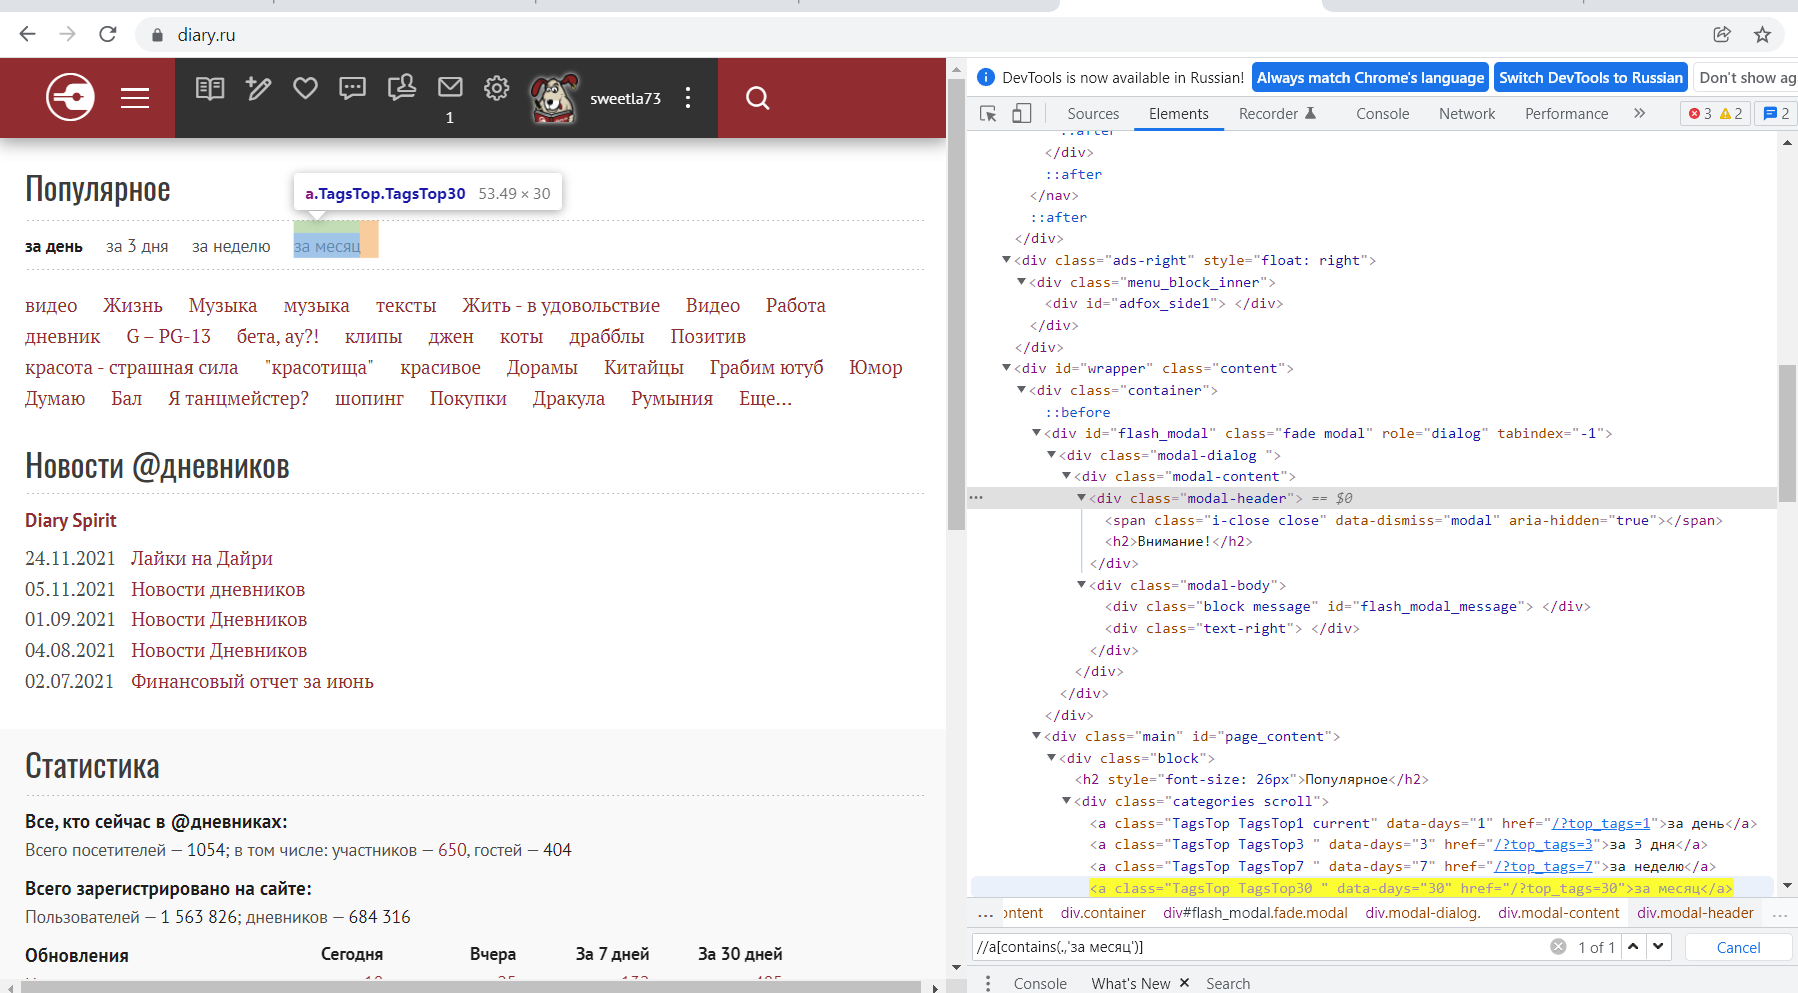 diary.ru
1
sweetla73
Популярное
a.TagsTop.TagsTop30 53.49 × 30
за день за 3 дня за неделю за месяц
видео Жизнь Музыка музыка тексты Жить - в удовольствие Видео Работа
дневник G – PG-13 бета, ау?! клипы джен коты драбблы Позитив
красота - страшная сила "красотища" красивое Дорамы Китайцы Грабим ютуб Юмор
Думаю Бал Я танцмейстер? шопинг Покупки Дракула Румыния Еще...
Новости @дневников
Diary Spirit
24.11.2021 Лайки на Дайри
05.11.2021 Новости дневников
01.09.2021 Новости Дневников
04.08.2021 Новости Дневников
02.07.2021 Финансовый отчет за июнь
Статистика
Все, кто сейчас в @дневниках:
Всего посетителей – 1054; в том числе: участников – 650, гостей – 404
Всего зарегистрировано на сайте:
Пользователей – 1 563 826; дневников – 684 316
Обновления Сегодня Вчера За 7 дней За 30 дней
DevTools is now available in Russian! Always match Chrome's language Switch DevTools to Russian Don't show ag
Sources Elements Recorder Console Network Performance » 3 2 2
::after
</div>
::after
</nav>
::after
</div>
<div class="ads-right" style="float: right">
<div class="menu_block_inner">
<div id="adfox_side1"> </div>
</div>
</div>
<div id="wrapper" class="content">
<div class="container">
::before
<div id="flash_modal" class="fade modal" role="dialog" tabindex="-1">
<div class="modal-dialog ">
<div class="modal-content">
... <div class="modal-header"> == $0
<span class="i-close close" data-dismiss="modal" aria-hidden="true"></span>
<h2>Внимание!</h2>
</div>
<div class="modal-body">
<div class="block message" id="flash_modal_message"> </div>
<div class="text-right"> </div>
</div>
</div>
</div>
</div>
<div class="main" id="page_content">
<div class="block">
<h2 style="font-size: 26px">Популярное</h2>
<div class="categories scroll">
<a class="TagsTop TagsTop1 current" data-days="1" href="/?top_tags=1">за день</a>
<a class="TagsTop TagsTop3 " data-days="3" href="/?top_tags=3">за 3 дня</a>
<a class="TagsTop TagsTop7 " data-days="7" href="/?top_tags=7">за неделю</a>
<a class="TagsTop TagsTop30 " data-days="30" href="/?top_tags=30">за месяц</a>
... ontent div.container div#flash_modal.fade.modal div.modal-dialog. div.modal-content div.modal-header ...
//a[contains(.,'за месяц')] 1 of 1 Cancel
Console What's New × Search